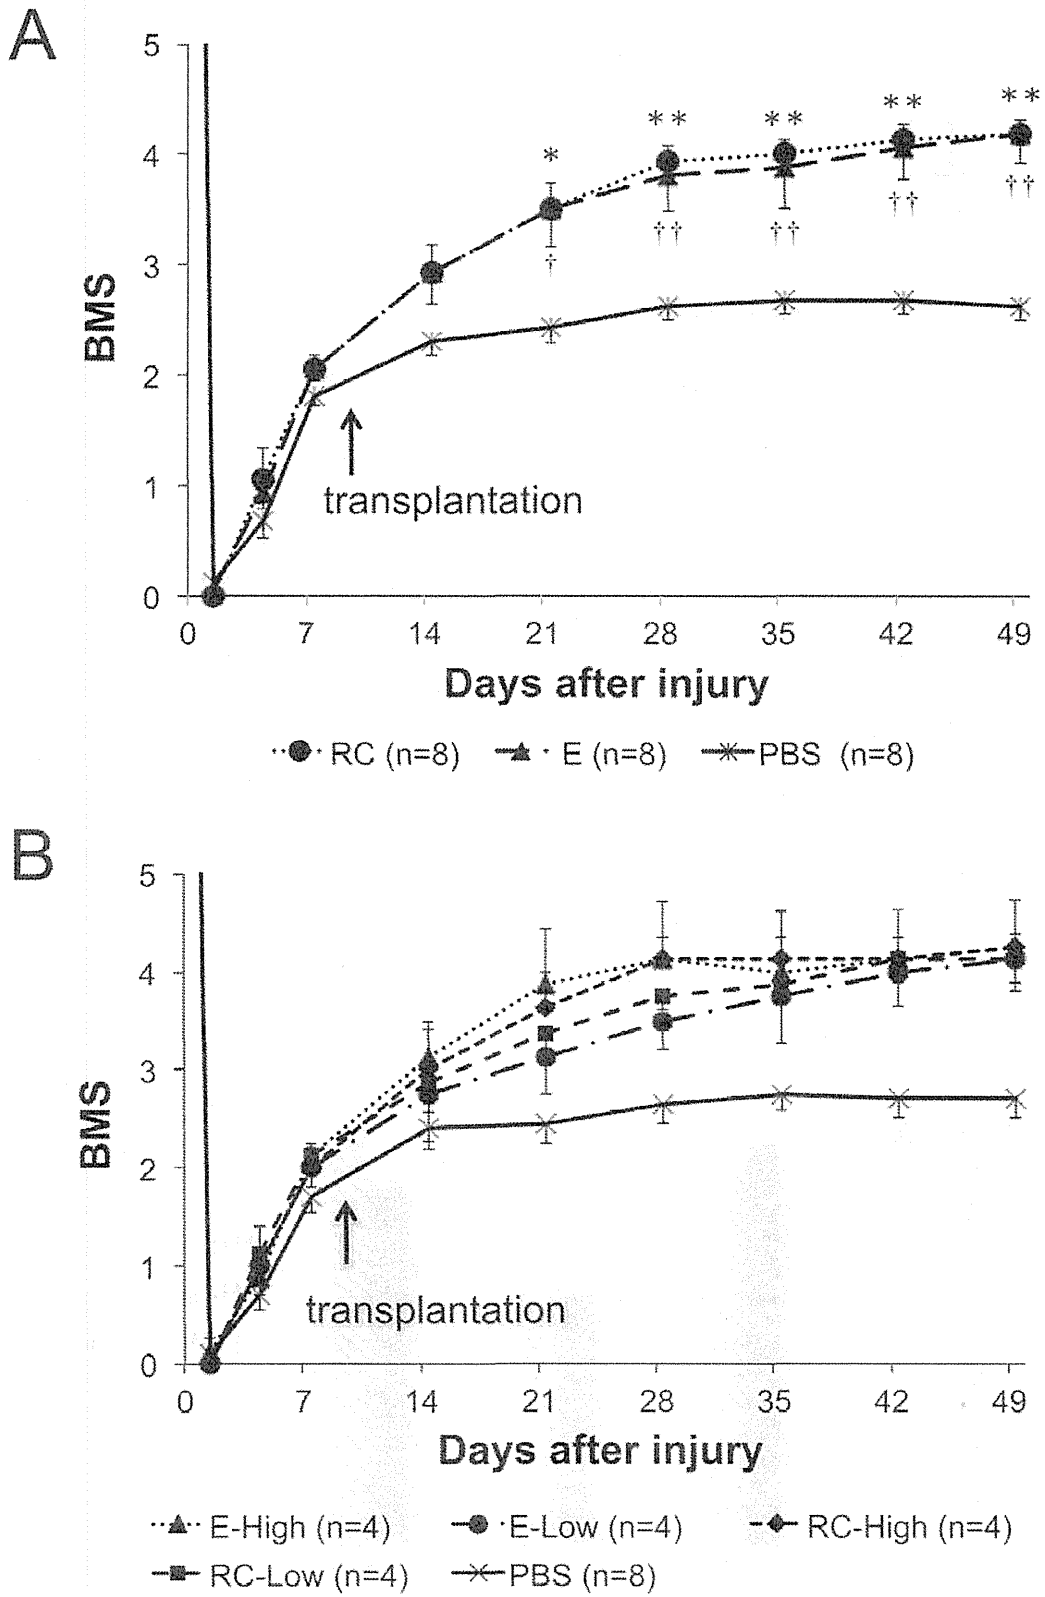 A
5
*
**
**
**
**
4
†
††
††
††
††
3
BMS
2
1
transplantation
0
0 7 14 21 28 35 42 49
Days after injury
RC (n=8) E (n=8) PBS (n=8)
B
5
4
3
BMS
2
1
transplantation
0
0 7 14 21 28 35 42 49
Days after injury
E-High (n=4) E-Low (n=4) RC-High (n=4)
RC-Low (n=4) PBS (n=8)